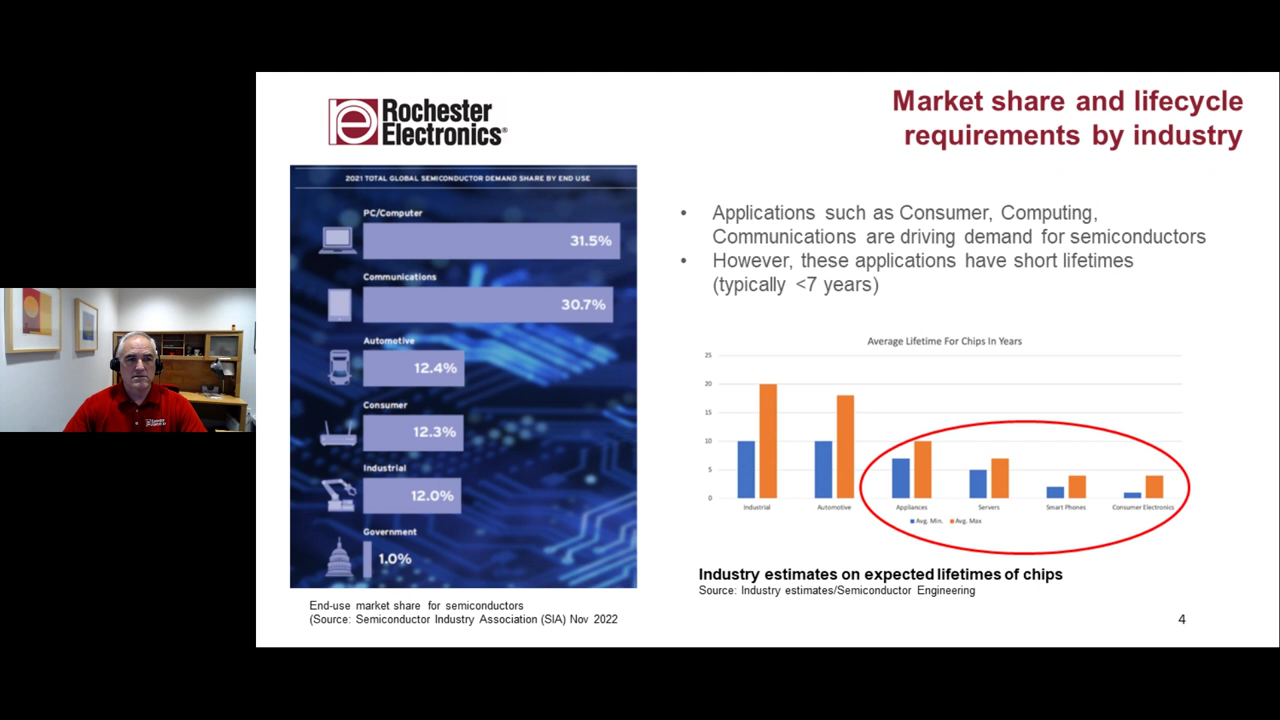 Rochester
Electronics®
Market share and lifecycle
requirements by industry
2021 TOTAL GLOBAL SEMICONDUCTOR DEMAND SHARE BY END USE
PC/Computer
31.5%
Communications
30.7%
Automotive
12.4%
Consumer
12.3%
Industrial
12.0%
Government
1.0%
End-use market share for semiconductors
(Source: Semiconductor Industry Association (SIA) Nov 2022
• Applications such as Consumer, Computing,
Communications are driving demand for semiconductors
• However, these applications have short lifetimes
(typically <7 years)
Average Lifetime For Chips In Years
25
20
15
10
5
0
Industrial Automotive Appliances Servers Smart Phones Consumer Electronics
Avg. Min. Avg. Max
Industry estimates on expected lifetimes of chips
Source: Industry estimates/Semiconductor Engineering
4